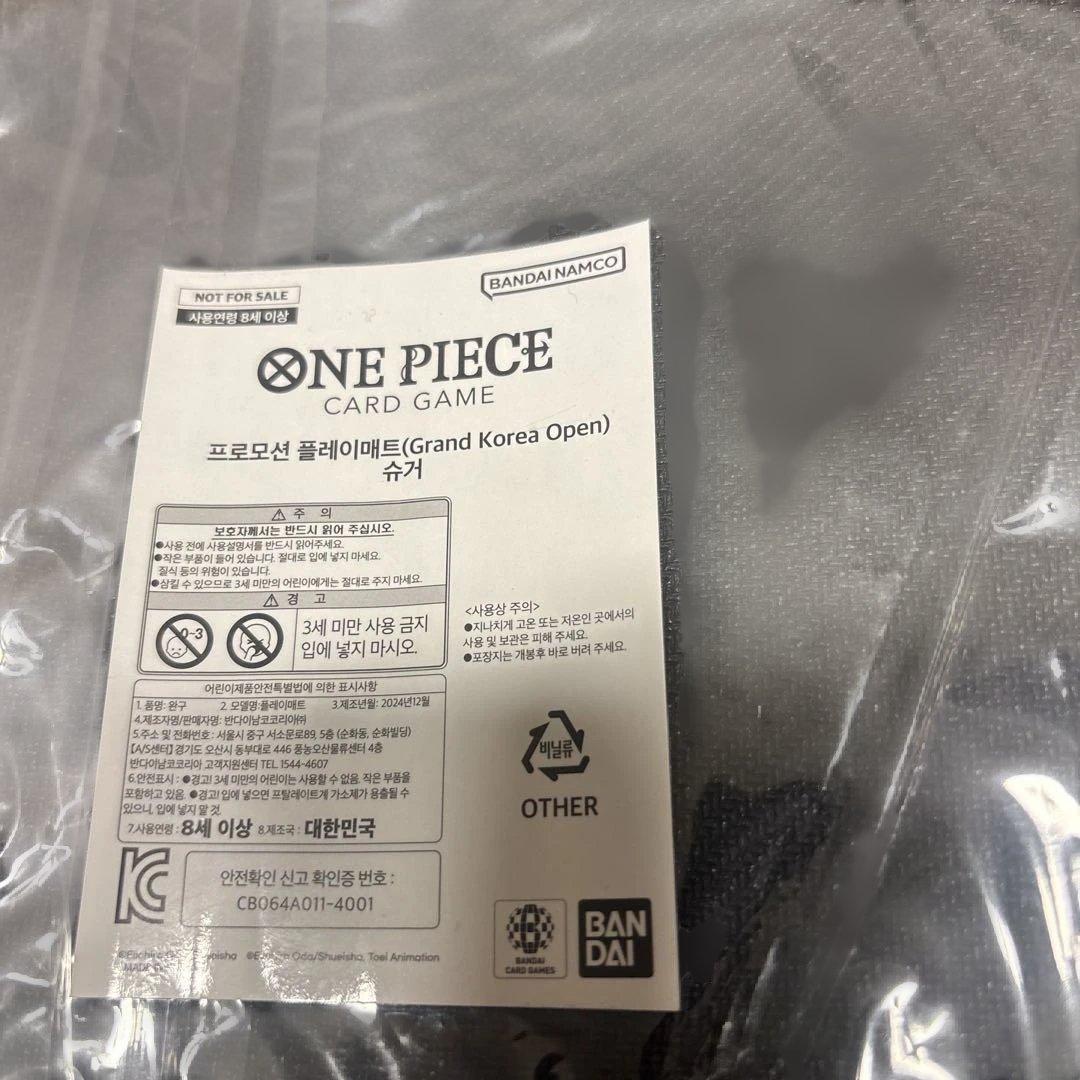 NOT FOR SALE
사용연령 8세 이상
BANDAI NAMCO
ONE PIECE
CARD GAME
프로모션 플레이매트(Grand Korea Open)
슈거
⚠ 주 의
보호자께서는 반드시 읽어 주십시오.
●사용 전에 사용설명서를 반드시 읽어주세요.
●작은 부품이 들어 있습니다. 절대로 입에 넣지 마세요.
질식 등의 위험이 있습니다.
●삼킬 수 있으므로 3세 미만의 어린이에게는 절대로 주지 마세요.
⚠ 경 고
0-3
3세 미만 사용 금지
입에 넣지 마시오.
<사용상 주의>
●지나치게 고온 또는 저온인 곳에서의
사용 및 보관은 피해 주세요.
●포장지는 개봉후 바로 버려 주세요.
어린이제품안전특별법에 의한 표시사항
1. 품명: 완구 2. 모델명:플레이매트 3.제조년월: 2024년12월
4.제조자명/판매자명: 반다이남코코리아㈜
5.주소 및 전화번호: 서울시 중구 서소문로89, 5층 (순화동, 순화빌딩)
[A/S센터] 경기도 오산시 동부대로 446 풍농오산물류센터 4층
반다이남코코리아 고객지원센터 TEL 1544-4607
6.안전표시 : ●경고! 3세 미만의 어린이는 사용할 수 없음. 작은 부품을
포함하고 있음. ●경고! 입에 넣으면 프탈레이트계 가소제가 용출될 수
있으니, 입에 넣지 말 것.
7.사용연령 : 8세 이상 8.제조국 : 대한민국
비닐류
OTHER
KC
안전확인 신고 확인증 번호 :
CB064A011-4001
BANDAI
CARD GAMES
BAN
DAI
©Eiichiro Oda/Shueisha, Toei Animation
MADE